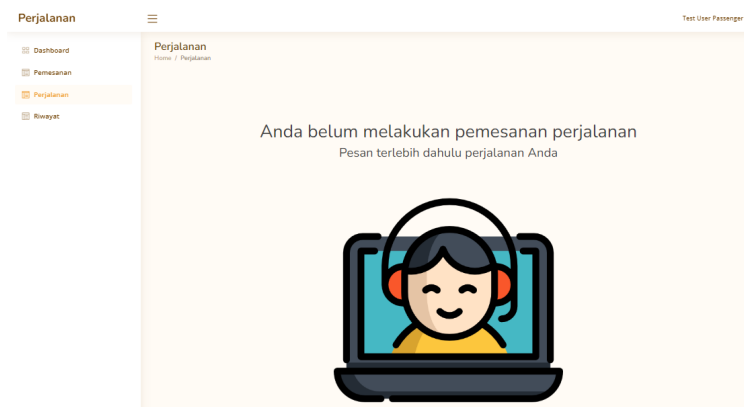 Perjalanan
Test User Passenger
Dashboard
Pemesanan
Perjalanan
Riwayat
Perjalanan
Home / Perjalanan
Anda belum melakukan pemesanan perjalanan
Pesan terlebih dahulu perjalanan Anda